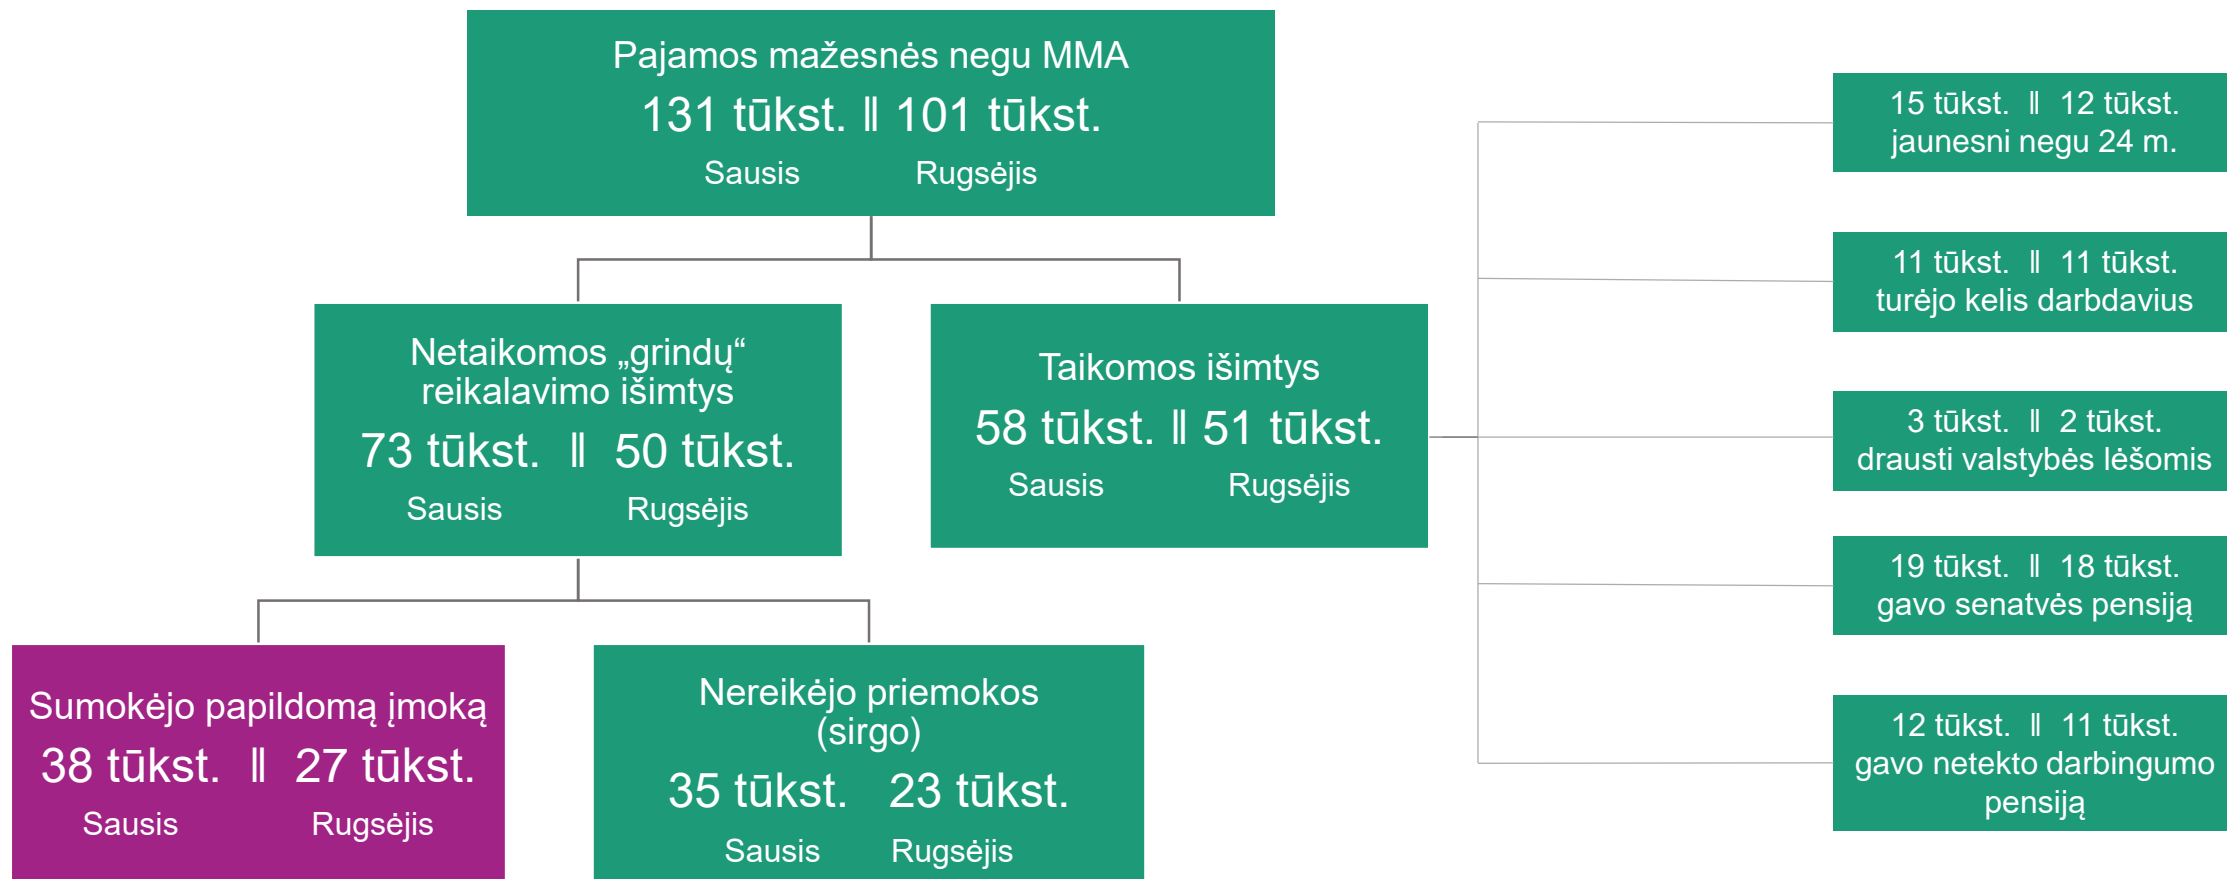 Pajamos mažesnės negu MMA
131 tūkst. ǁ 101 tūkst.
Sausis Rugsėjis
Netaikomos „grindų“
reikalavimo išimtys
73 tūkst. ǁ 50 tūkst.
Sausis Rugsėjis
Taikomos išimtys
58 tūkst. ǁ 51 tūkst.
Sausis Rugsėjis
Sumokėjo papildomą įmoką
38 tūkst. ǁ 27 tūkst.
Sausis Rugsėjis
Nereikėjo priemokos
(sirgo)
35 tūkst. 23 tūkst.
Sausis Rugsėjis
15 tūkst. ǁ 12 tūkst.
jaunesni negu 24 m.
11 tūkst. ǁ 11 tūkst.
turėjo kelis darbdavius
3 tūkst. ǁ 2 tūkst.
drausti valstybės lėšomis
19 tūkst. ǁ 18 tūkst.
gavo senatvės pensiją
12 tūkst. ǁ 11 tūkst.
gavo netekto darbingumo
pensiją